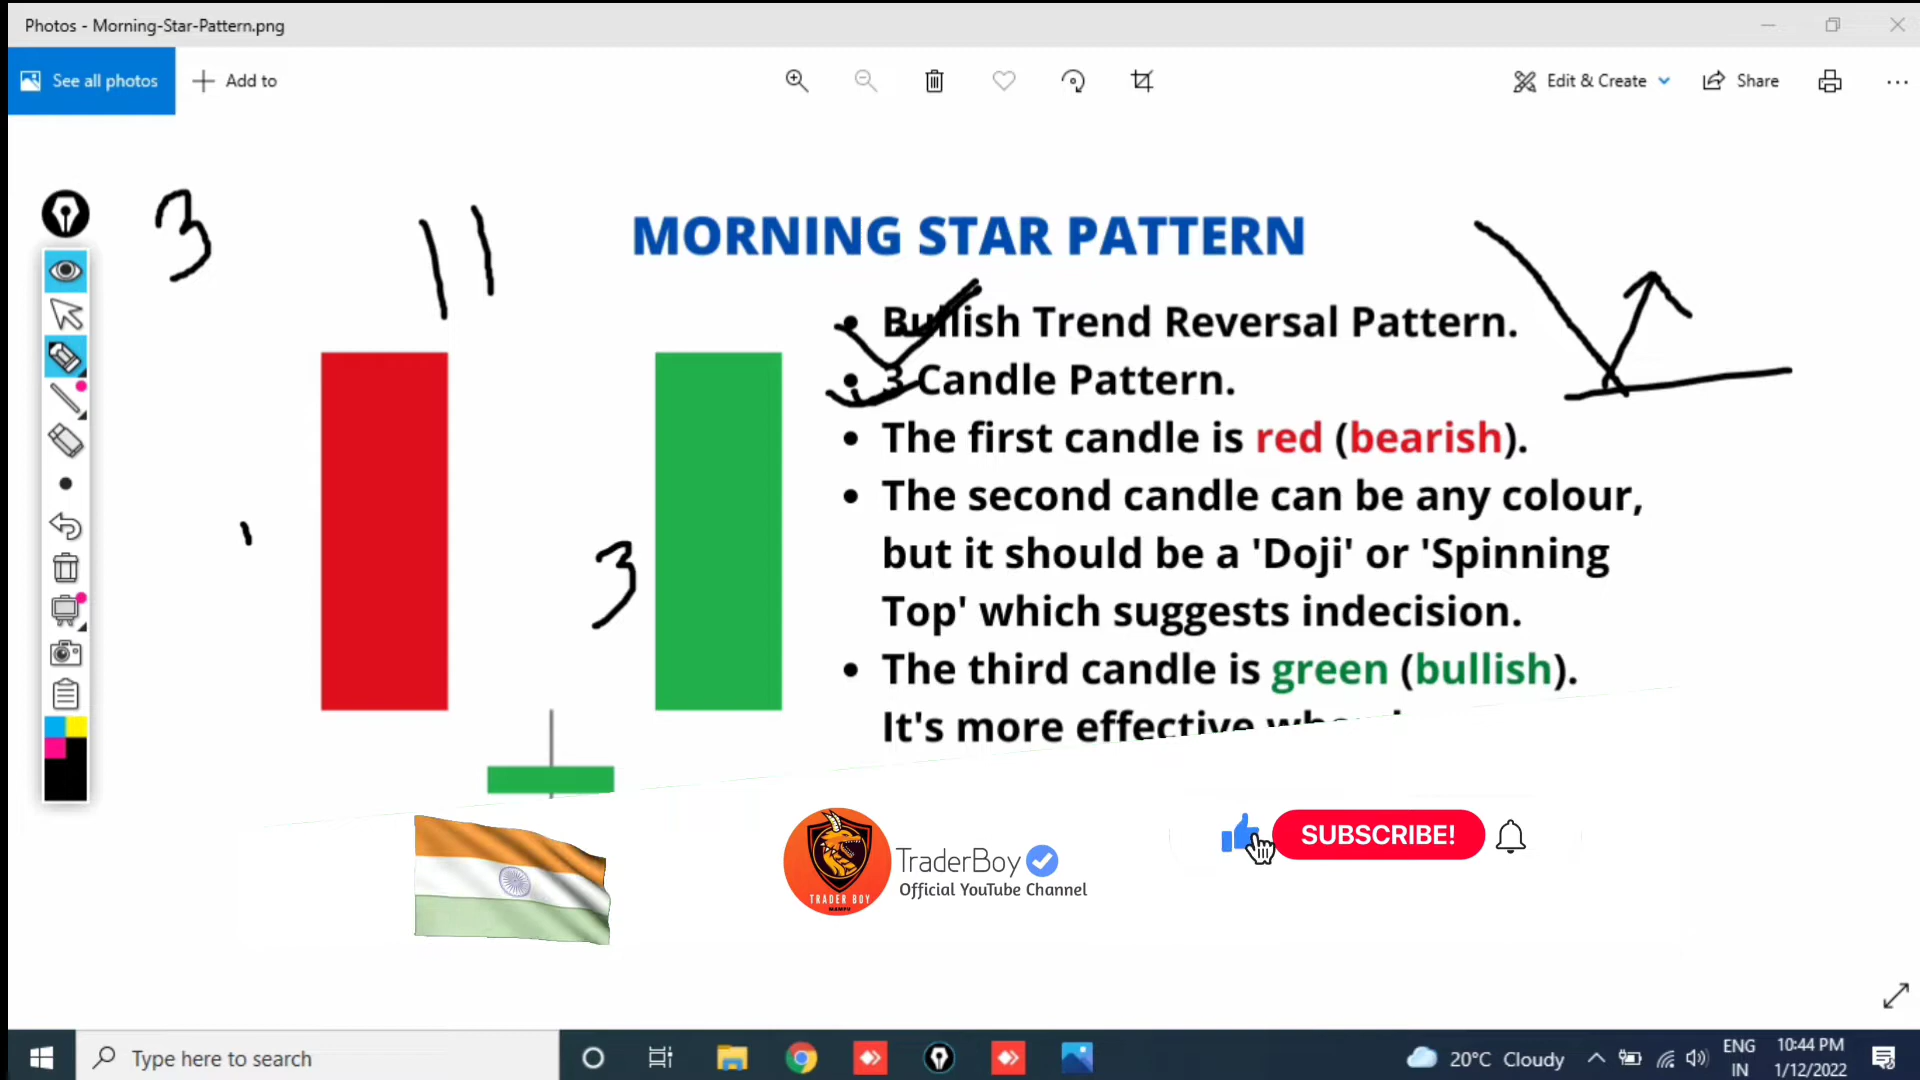 Photos - Morning-Star-Pattern.png
See all photos
Add to
Edit & Create
Share
3
11
MORNING STAR PATTERN
• Bullish Trend Reversal Pattern.
• 3 Candle Pattern.
• The first candle is red (bearish).
• The second candle can be any colour,
but it should be a 'Doji' or 'Spinning
Top' which suggests indecision.
3
• The third candle is green (bullish).
It's more effective
TRADER BOY
TraderBoy
Official YouTube Channel
SUBSCRIBE!
Type here to search
20°C Cloudy
ENG
IN
10:44 PM
1/12/2022